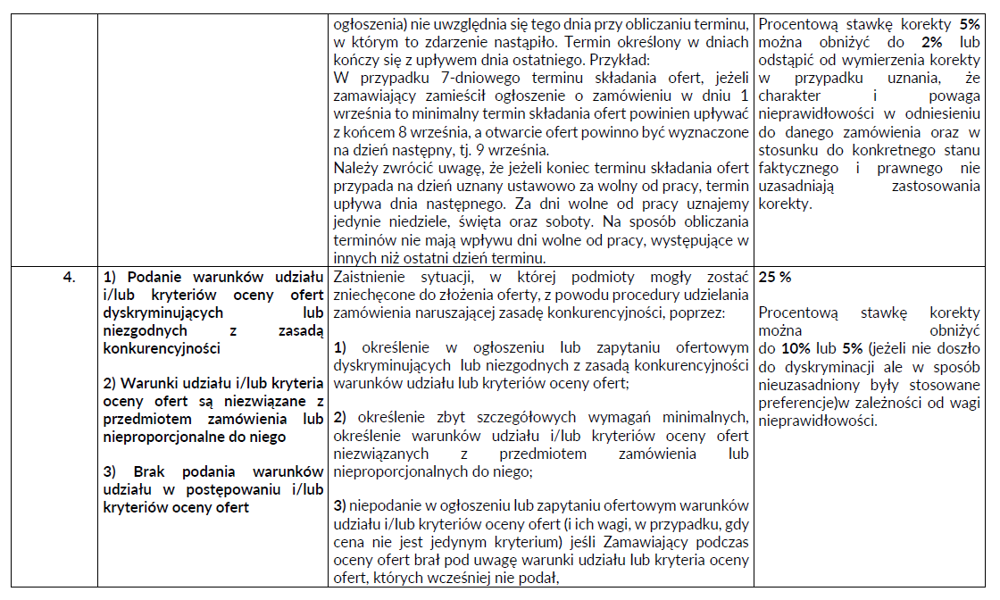 ogłoszenia) nie uwzględnia się tego dnia przy obliczaniu terminu,
w którym to zdarzenie nastąpiło. Termin określony w dniach
kończy się z upływem dnia ostatniego. Przykład:
W przypadku 7-dniowego terminu składania ofert, jeżeli
zamawiający zamieścił ogłoszenie o zamówieniu w dniu 1
września to minimalny termin składania ofert powinien upływać
z końcem 8 września, a otwarcie ofert powinno być wyznaczone
na dzień następny, tj. 9 września.
Należy zwrócić uwagę, że jeżeli koniec terminu składania ofert
przypada na dzień uznany ustawowo za wolny od pracy, termin
upływa dnia następnego. Za dni wolne od pracy uznajemy
jedynie niedziele, święta oraz soboty. Na sposób obliczania
terminów nie mają wpływu dni wolne od pracy, występujące w
innych niż ostatni dzień terminu.
Procentową stawkę korekty 5%
można obniżyć do 2% lub
odstąpić od wymierzenia korekty
w przypadku uznania, że
charakter i powaga
nieprawidłowości w odniesieniu
do danego zamówienia oraz w
stosunku do konkretnego stanu
faktycznego i prawnego nie
uzasadniają zastosowania
korekty.
4.
1) Podanie warunków udziału
i/lub kryteriów oceny ofert
dyskryminujących lub
niezgodnych z zasadą
konkurencyjności
2) Warunki udziału i/lub kryteria
oceny ofert są niezwiązane z
przedmiotem zamówienia lub
nieproporcjonalne do niego
3) Brak podania warunków
udziału w postępowaniu i/lub
kryteriów oceny ofert
Zaistnienie sytuacji, w której podmioty mogły zostać
zniechęcone do złożenia oferty, z powodu procedury udzielania
zamówienia naruszającej zasadę konkurencyjności, poprzez:
1) określenie w ogłoszeniu lub zapytaniu ofertowym
dyskryminujących lub niezgodnych z zasadą konkurencyjności
warunków udziału lub kryteriów oceny ofert;
2) określenie zbyt szczegółowych wymagań minimalnych,
określenie warunków udziału i/lub kryteriów oceny ofert
niezwiązanych z przedmiotem zamówienia lub
nieproporcjonalnych do niego;
3) niepodanie w ogłoszeniu lub zapytaniu ofertowym warunków
udziału i/lub kryteriów oceny ofert (i ich wagi, w przypadku, gdy
cena nie jest jedynym kryterium) jeśli Zamawiający podczas
oceny ofert brał pod uwagę warunki udziału lub kryteria oceny
ofert, których wcześniej nie podał,
25 %
Procentową stawkę korekty
można obniżyć
do 10% lub 5% (jeżeli nie doszło
do dyskryminacji ale w sposób
nieuzasadniony były stosowane
preferencje)w zależności od wagi
nieprawidłowości.